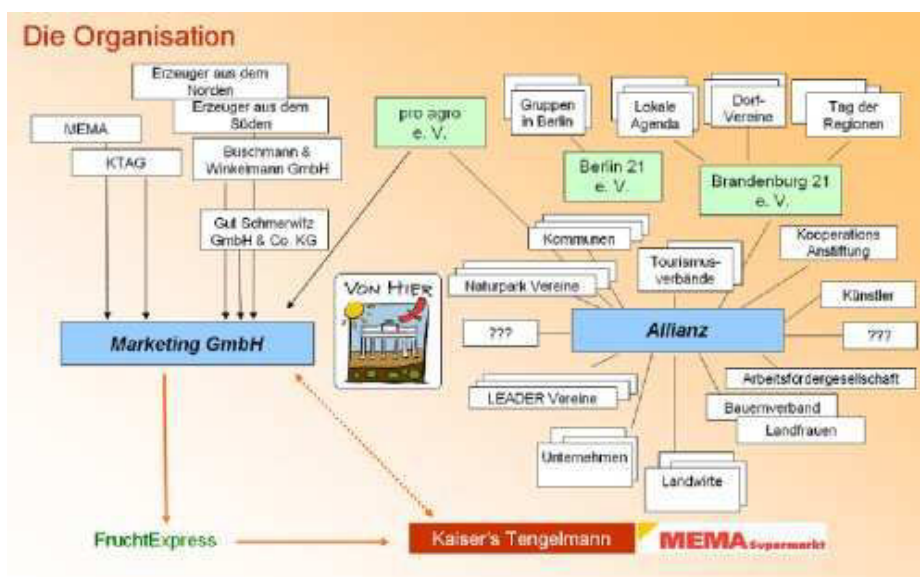 Die Organisation
Erzeuger aus dem
Norden
Erzeuger aus dem
Süden
MEMA
KTAG
Buschmann &
Winkelmann GmbH
Gut Schmerwitz
GmbH & Co. KG
pro agro
e. V.
Gruppen
in Berlin
Lokale
Agenda
Dorf-
Vereine
Tag der
Regionen
Berlin 21
e. V.
Brandenburg 21
e. V.
Kommunen
Tourismus-
verbände
Kooperations
Anstiftung
Naturpark Vereine
Künstler
VON HIER
Marketing GmbH
???
Allianz
???
LEADER Vereine
Arbeitsfördergesellschaft
Bauernverband
Landfrauen
Unternehmen
Landwirte
FruchtExpress
Kaiser's Tengelmann
MEMA Supermarkt